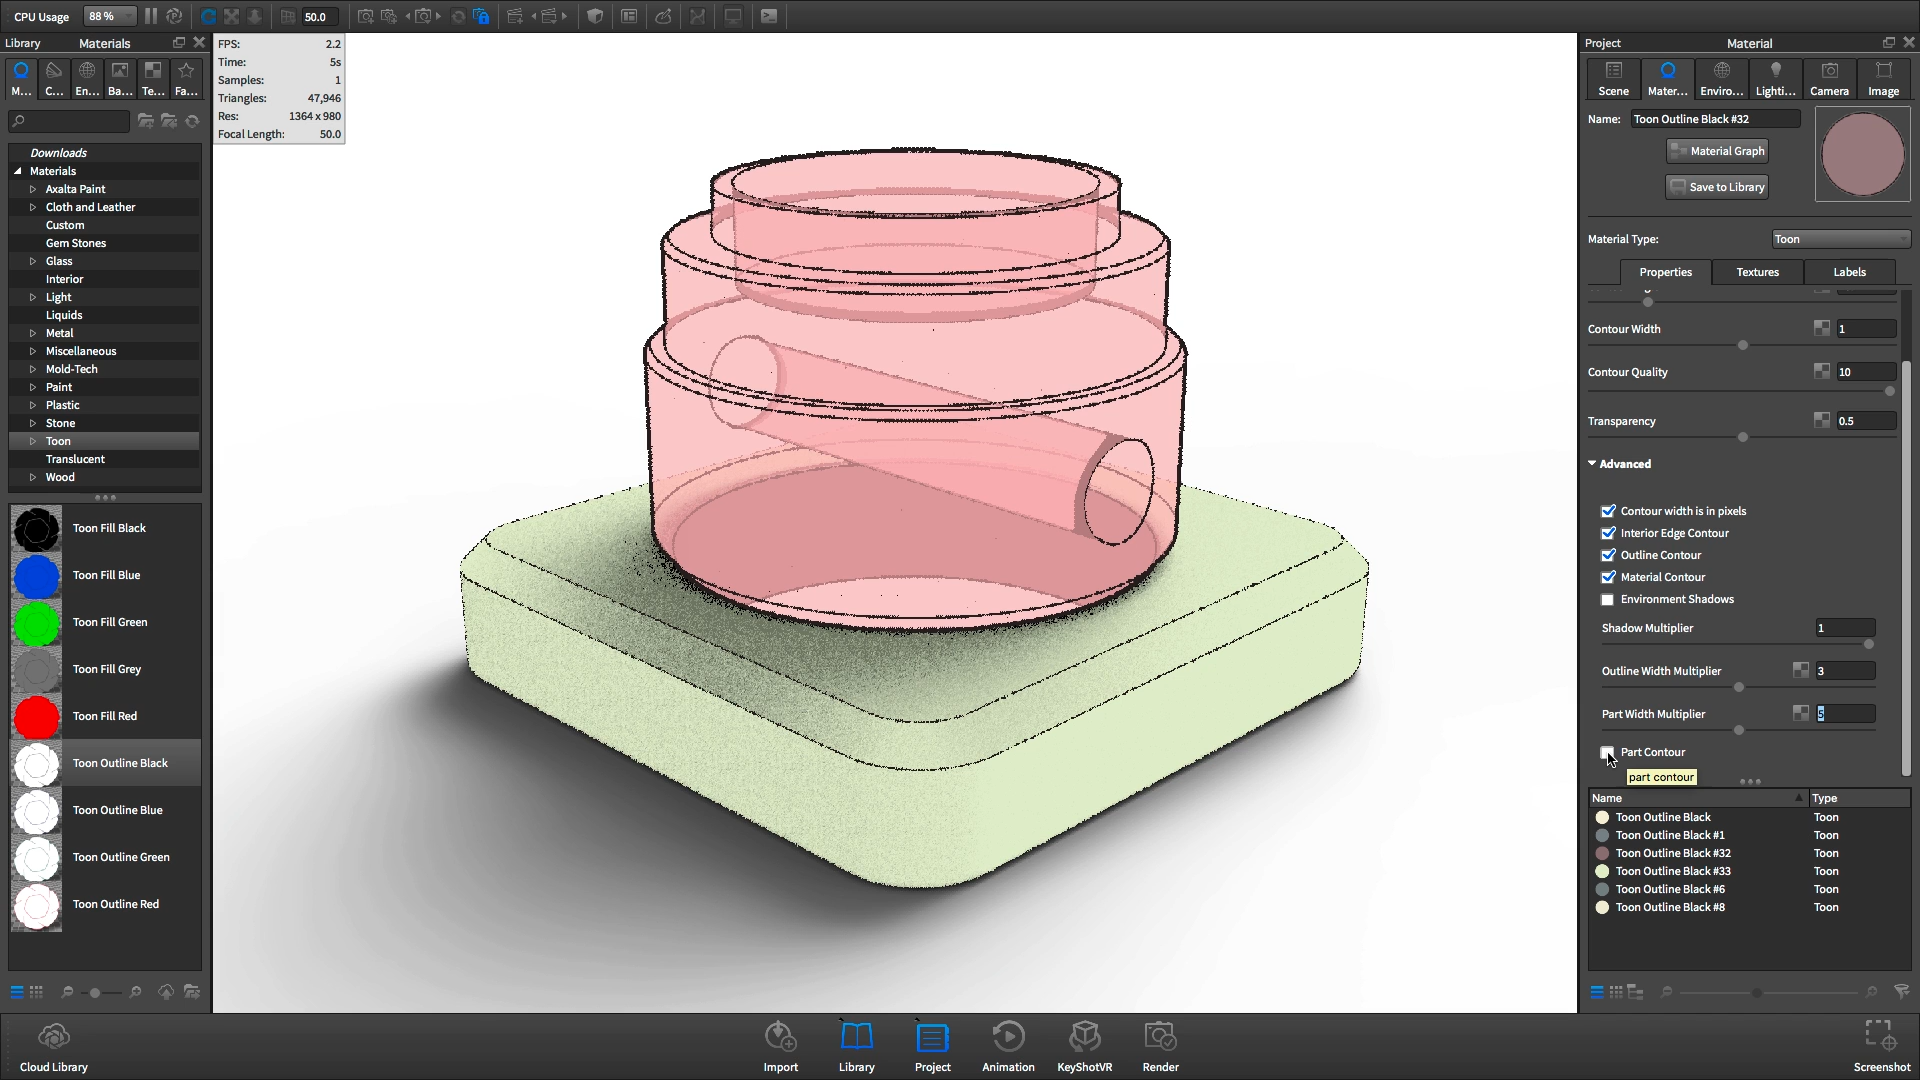 CPU Usage 88 % 50.0
Library Materials
M... C... En... Ba... Te... Fa...
Downloads
Materials
Axalta Paint
Cloth and Leather
Custom
Gem Stones
Glass
Interior
Light
Liquids
Metal
Miscellaneous
Mold-Tech
Paint
Plastic
Stone
Toon
Translucent
Wood
Toon Fill Black
Toon Fill Blue
Toon Fill Green
Toon Fill Grey
Toon Fill Red
Toon Outline Black
Toon Outline Blue
Toon Outline Green
Toon Outline Red
FPS: 2.2
Time: 5s
Samples: 1
Triangles: 47,946
Res: 1364 x 980
Focal Length: 50.0
Project Material
Scene Mater... Enviro... Lighti... Camera Image
Name: Toon Outline Black #32
Material Graph
Save to Library
Material Type: Toon
Properties Textures Labels
Contour Width 1
Contour Quality 10
Transparency 0.5
Advanced
Contour width is in pixels
Interior Edge Contour
Outline Contour
Material Contour
Environment Shadows
Shadow Multiplier 1
Outline Width Multiplier 3
Part Width Multiplier 5
Part Contour
part contour
Name Type
Toon Outline Black Toon
Toon Outline Black #1 Toon
Toon Outline Black #32 Toon
Toon Outline Black #33 Toon
Toon Outline Black #6 Toon
Toon Outline Black #8 Toon
Cloud Library Import Library Project Animation KeyShotVR Render Screenshot